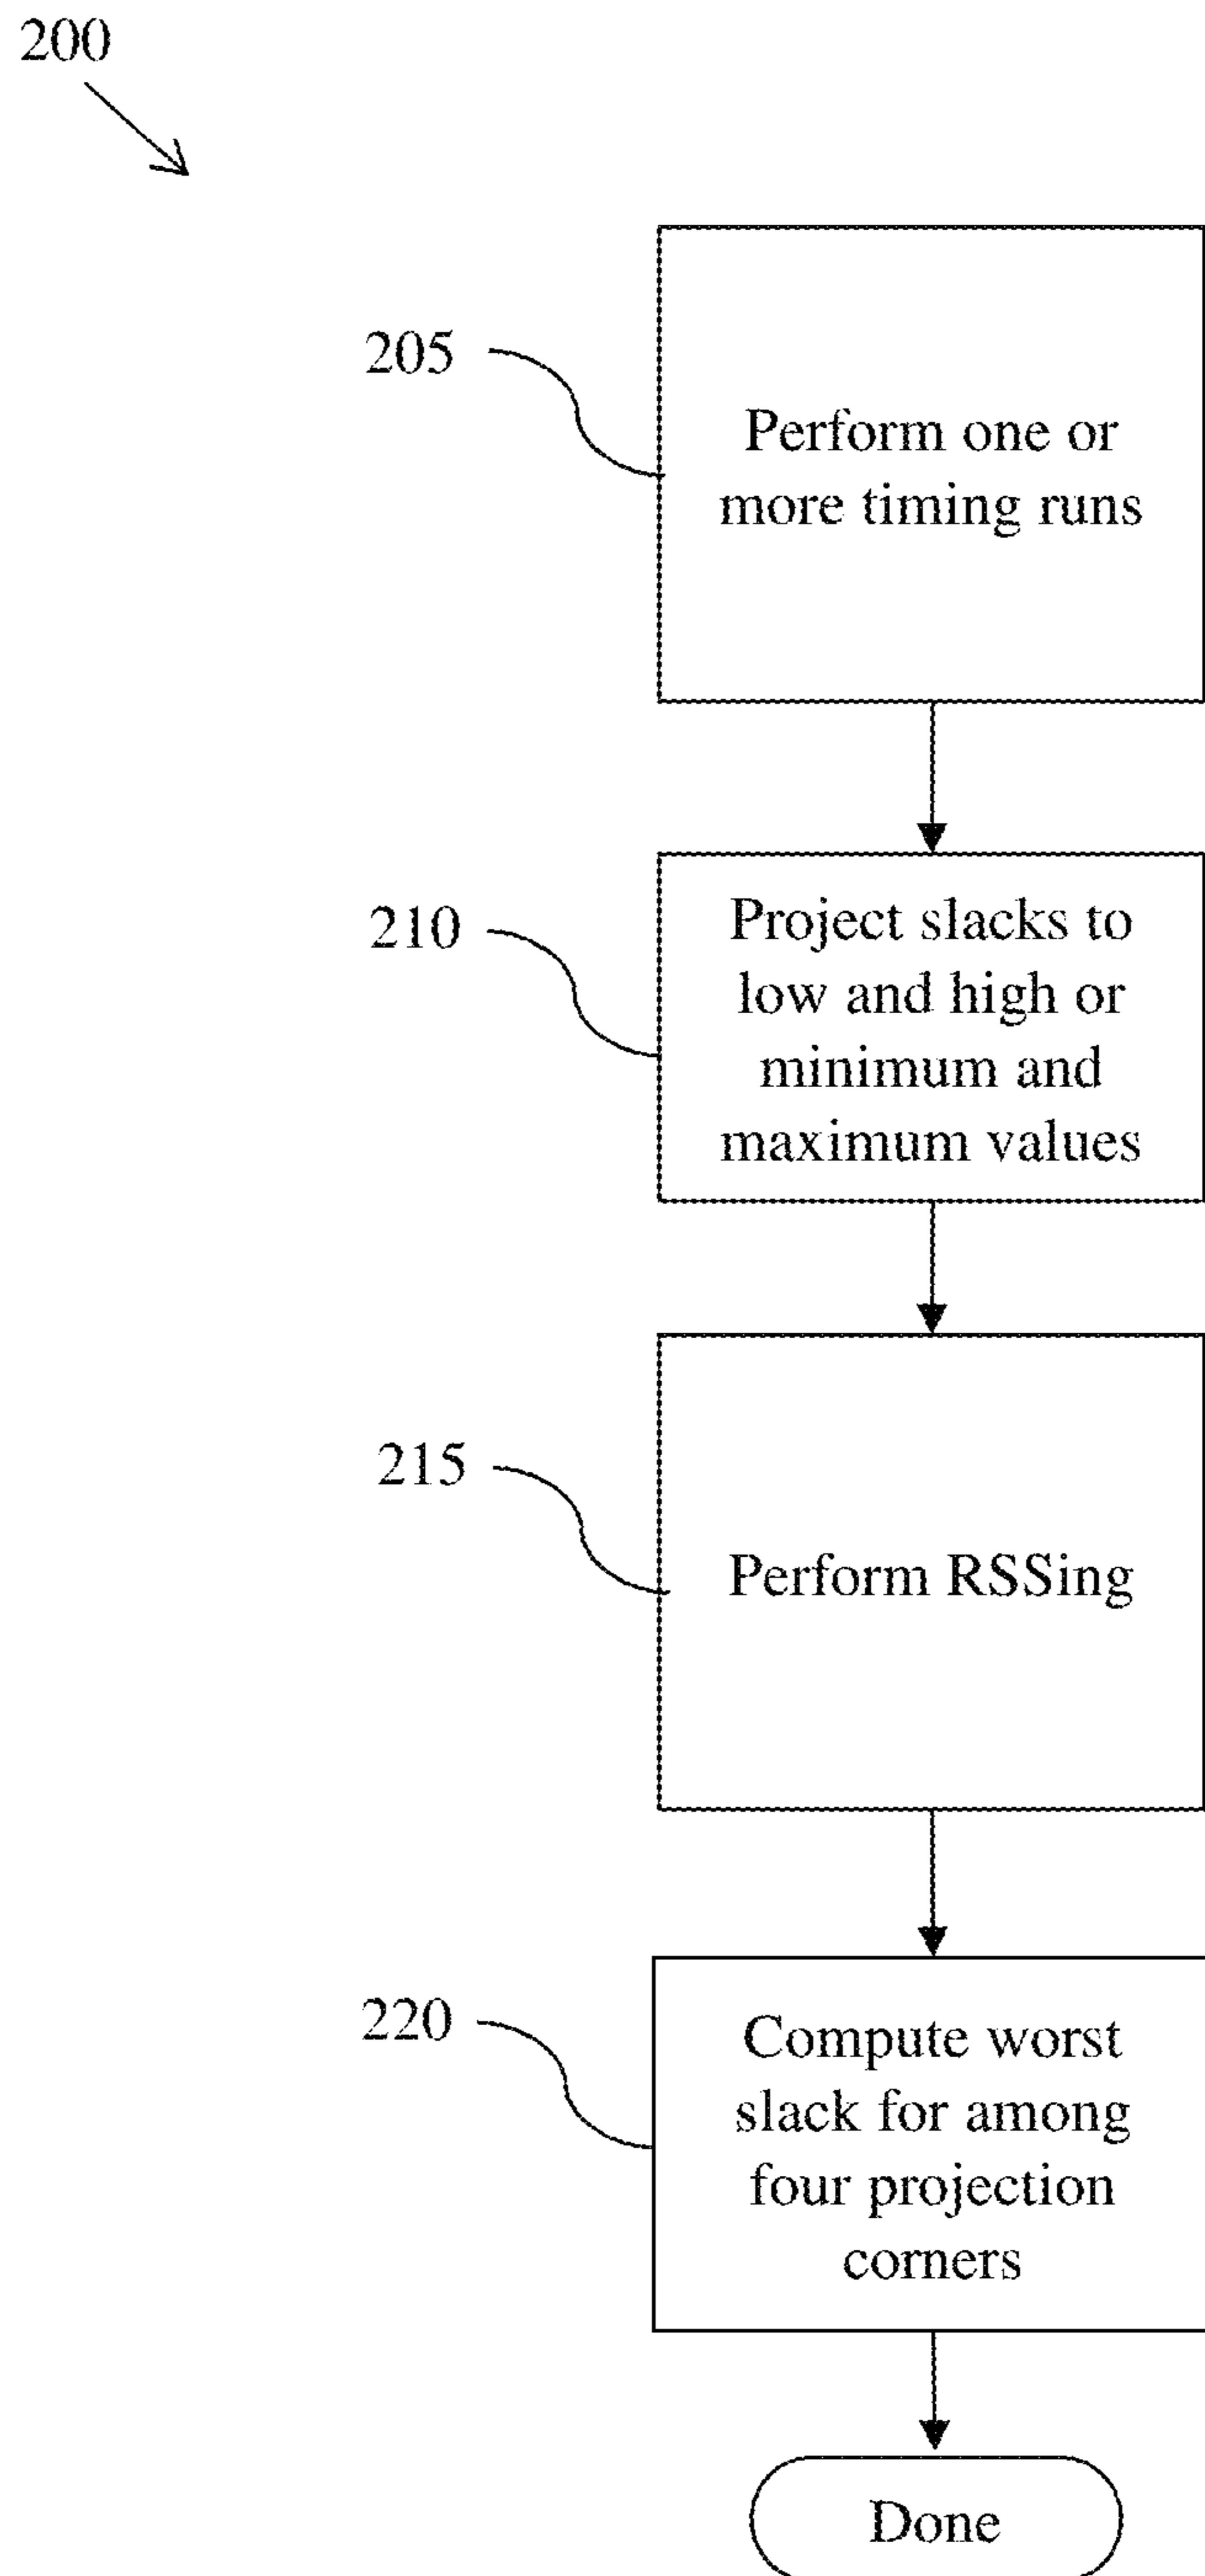 200
205
Perform one or
more timing runs
210
Project slacks to
low and high or
minimum and
maximum values
215
Perform RSSing
220
Compute worst
slack for among
four projection
corners
Done